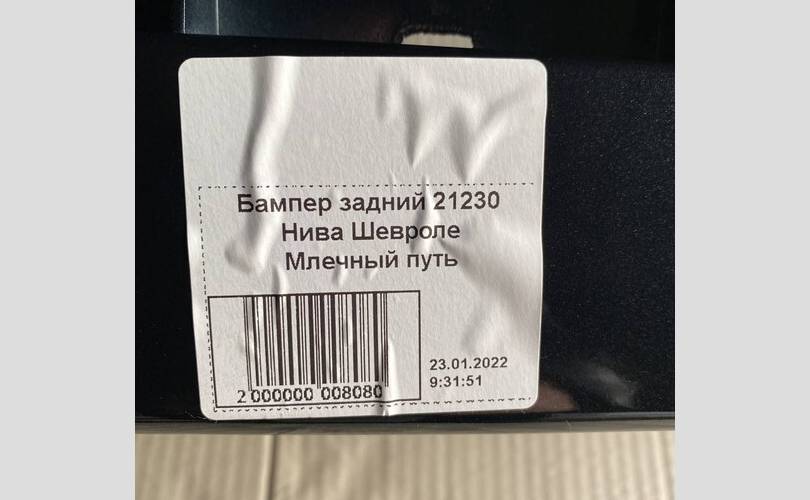 Бампер задний 21230
Нива Шевроле
Млечный путь
23.01.2022
9:31:51
2 000000 008080